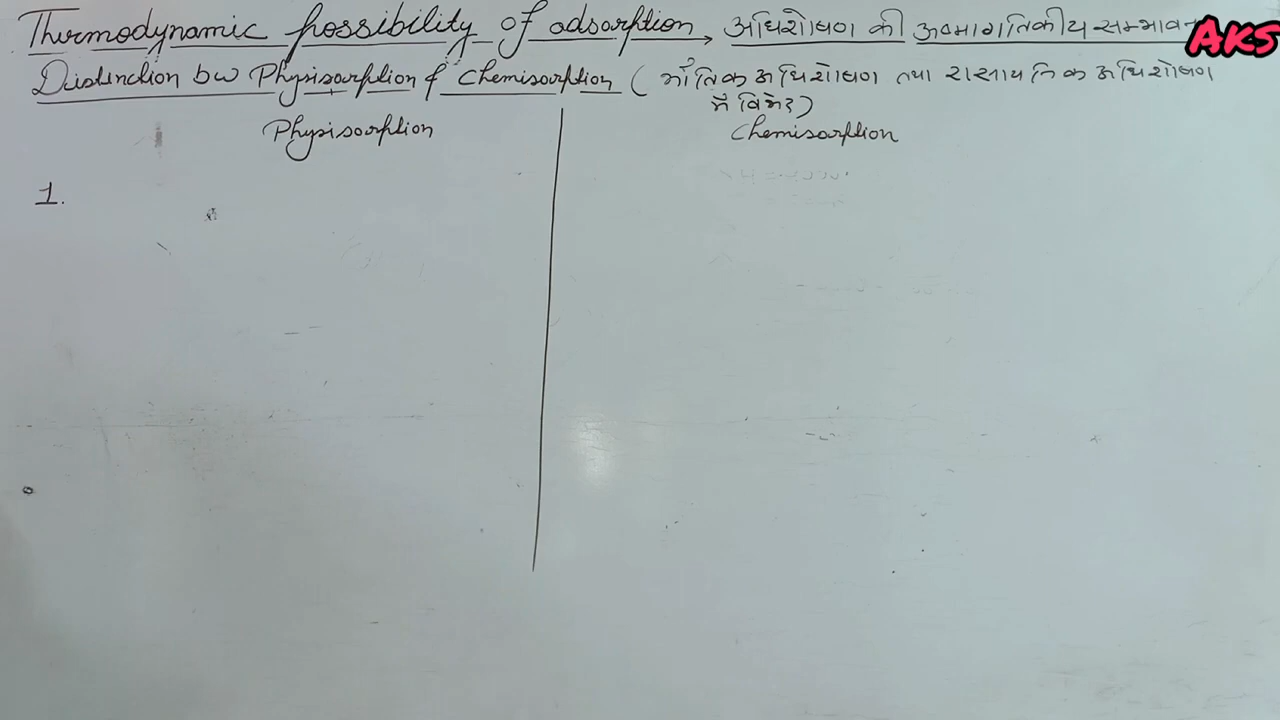 Thermodynamic possibility of adsorption → अधिशोषण की ऊष्मागतिकीय सम्भावना
AKS
Distinction bw Physisorption & Chemisorption ( भौतिक अधिशोषण तथा रासायनिक अधिशोषण
में विभेद )
Physisorption
Chemisorption
1.